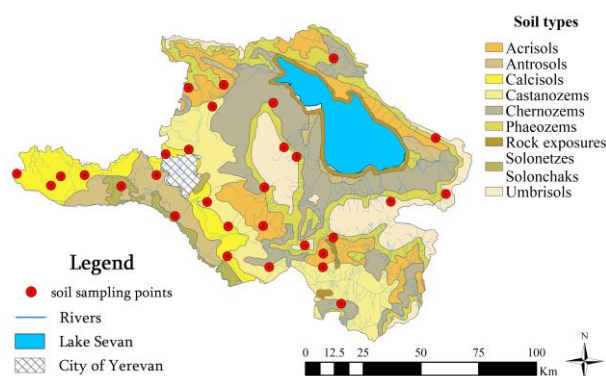 Soil types
Acrisols
Antrosols
Calcisols
Castanozems
Chernozems
Phaeozems
Rock exposures
Solonetzes
Solonchaks
Umbrisols
Legend
soil sampling points
Rivers
Lake Sevan
City of Yerevan
N
0 12.5 25 50 75 100
Km